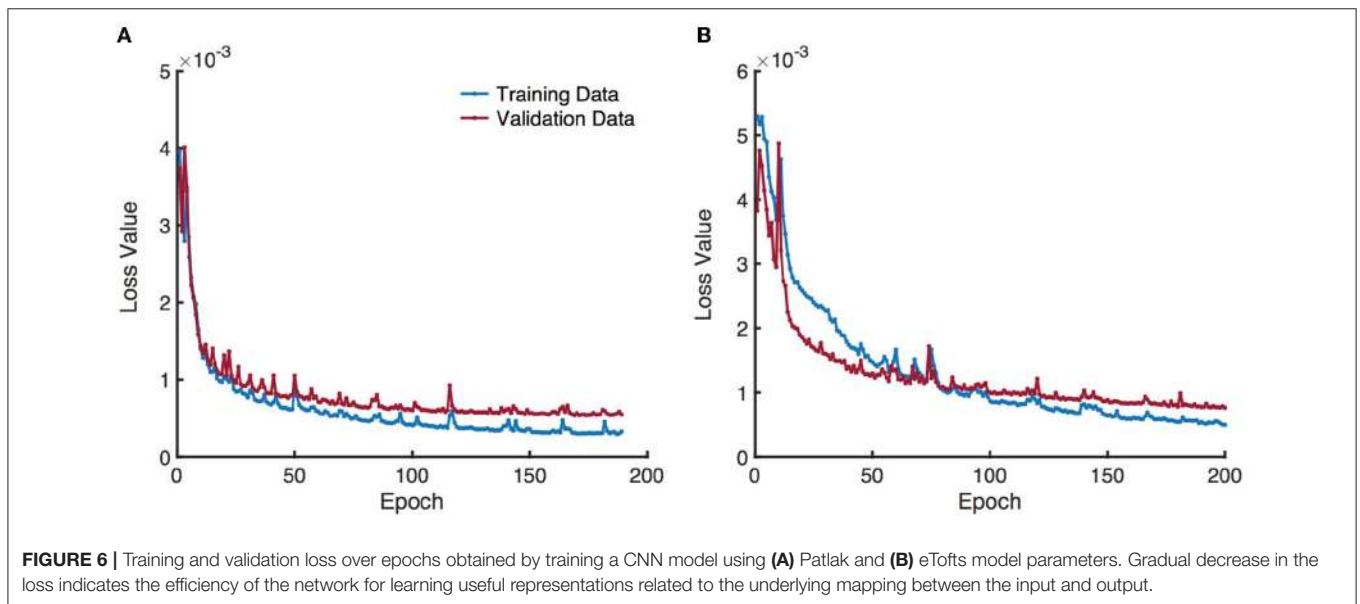 A
×10⁻³
5
4
3
2
1
0
0
50
100
150
200
Loss Value
Epoch
Training Data
Validation Data
B
×10⁻³
6
5
4
3
2
1
0
0
50
100
150
200
Loss Value
Epoch
FIGURE 6 | Training and validation loss over epochs obtained by training a CNN model using (A) Patlak and (B) eTofts model parameters. Gradual decrease in the
loss indicates the efficiency of the network for learning useful representations related to the underlying mapping between the input and output.